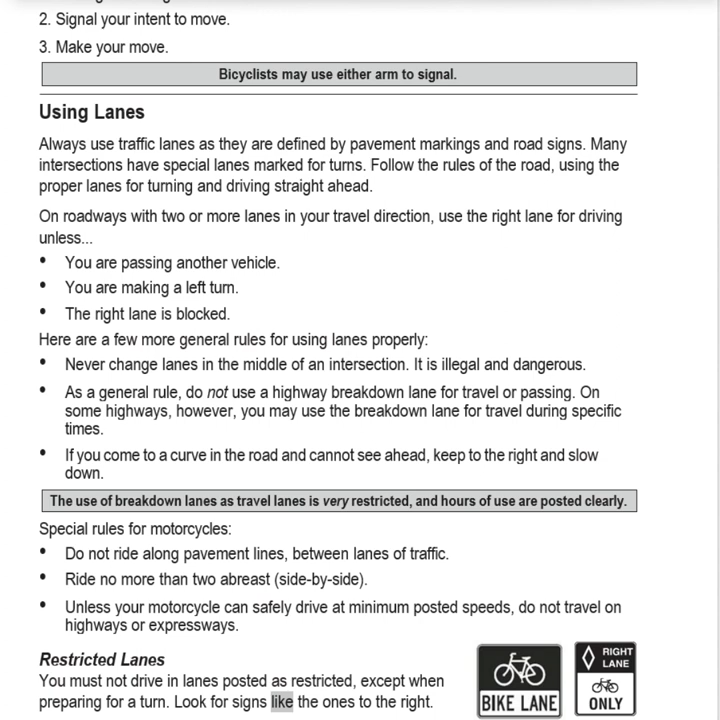 2. Signal your intent to move.
3. Make your move.
Bicyclists may use either arm to signal.
Using Lanes
Always use traffic lanes as they are defined by pavement markings and road signs. Many
intersections have special lanes marked for turns. Follow the rules of the road, using the
proper lanes for turning and driving straight ahead.
On roadways with two or more lanes in your travel direction, use the right lane for driving
unless...
• You are passing another vehicle.
• You are making a left turn.
• The right lane is blocked.
Here are a few more general rules for using lanes properly:
• Never change lanes in the middle of an intersection. It is illegal and dangerous.
• As a general rule, do not use a highway breakdown lane for travel or passing. On
some highways, however, you may use the breakdown lane for travel during specific
times.
• If you come to a curve in the road and cannot see ahead, keep to the right and slow
down.
The use of breakdown lanes as travel lanes is very restricted, and hours of use are posted clearly.
Special rules for motorcycles:
• Do not ride along pavement lines, between lanes of traffic.
• Ride no more than two abreast (side-by-side).
• Unless your motorcycle can safely drive at minimum posted speeds, do not travel on
highways or expressways.
Restricted Lanes
You must not drive in lanes posted as restricted, except when
preparing for a turn. Look for signs like the ones to the right.
BIKE LANE
RIGHT
LANE
ONLY